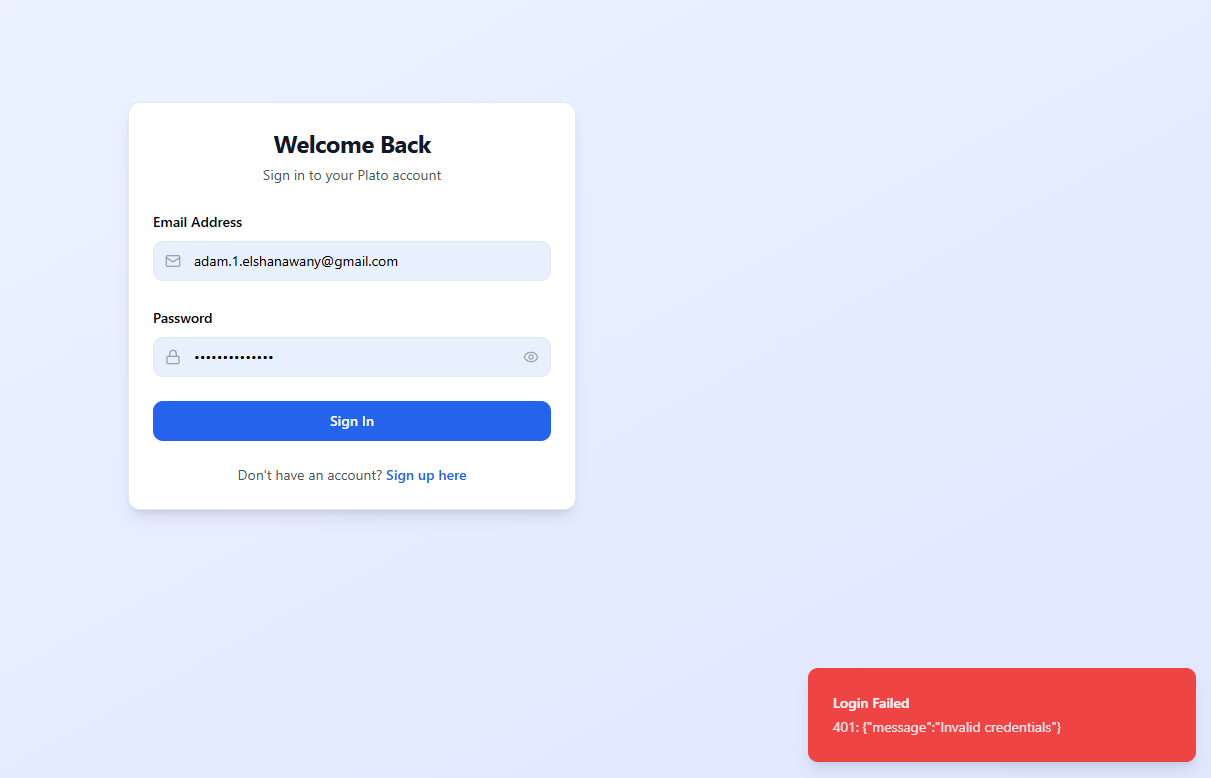 Welcome Back
Sign in to your Plato account
Email Address
adam.1.elshanawany@gmail.com
Password
••••••••••••••
Sign In
Don't have an account? Sign up here
Login Failed
401: {"message":"Invalid credentials"}